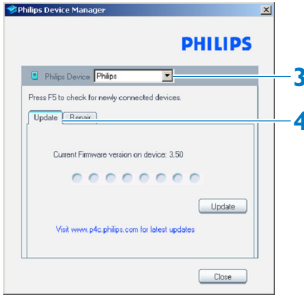 Philips Device Manager
PHILIPS
Philips Device Philips
3
Press F5 to check for newly connected devices.
Update Repair
4
Current Firmware version on device: 3.50
Update
Visit www.p4c.philips.com for latest updates
Close